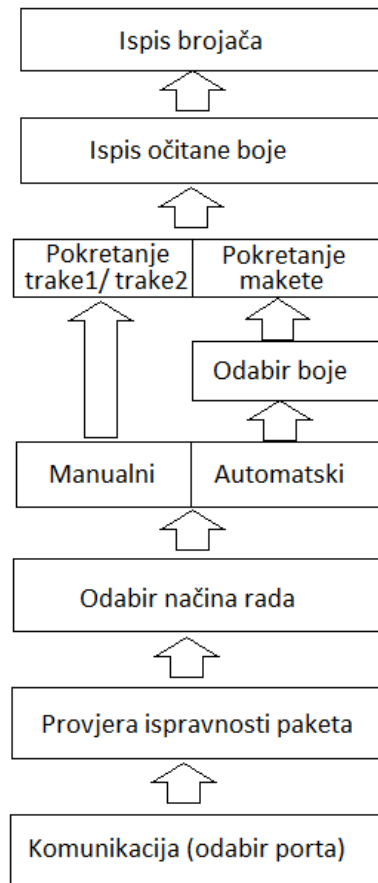 Ispis brojača
Ispis očitane boje
Pokretanje
trake1/ trake2
Pokretanje
makete
Odabir boje
Manualni
Automatski
Odabir načina rada
Provjera ispravnosti paketa
Komunikacija (odabir porta)